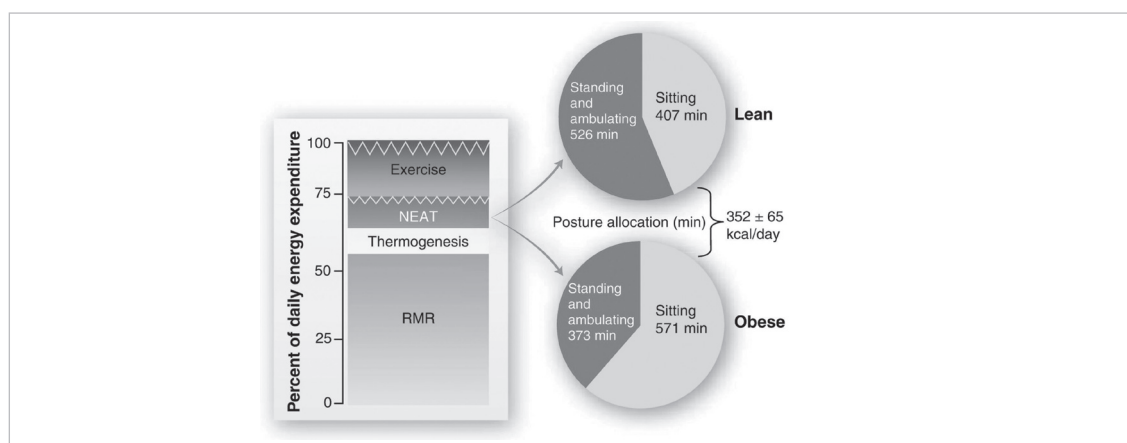 Percent of daily energy expenditure
100
75
50
25
0
Exercise
NEAT
Thermogenesis
RMR
Standing
and
ambulating
526 min
Sitting
407 min
Lean
Posture allocation (min)
352 ± 65
kcal/day
Standing
and
ambulating
373 min
Sitting
571 min
Obese